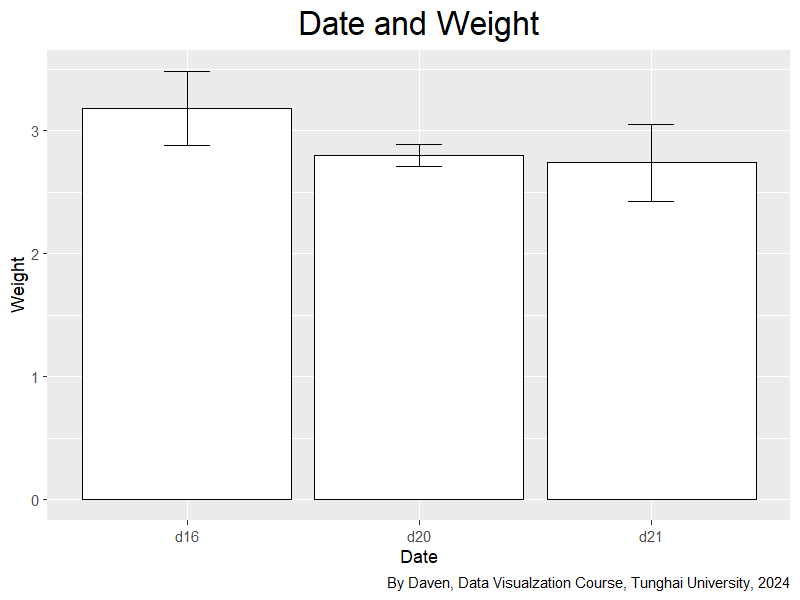 Date and Weight
3
2
1
0
Weight
d16 d20 d21
Date
By Daven, Data Visualzation Course, Tunghai University, 2024